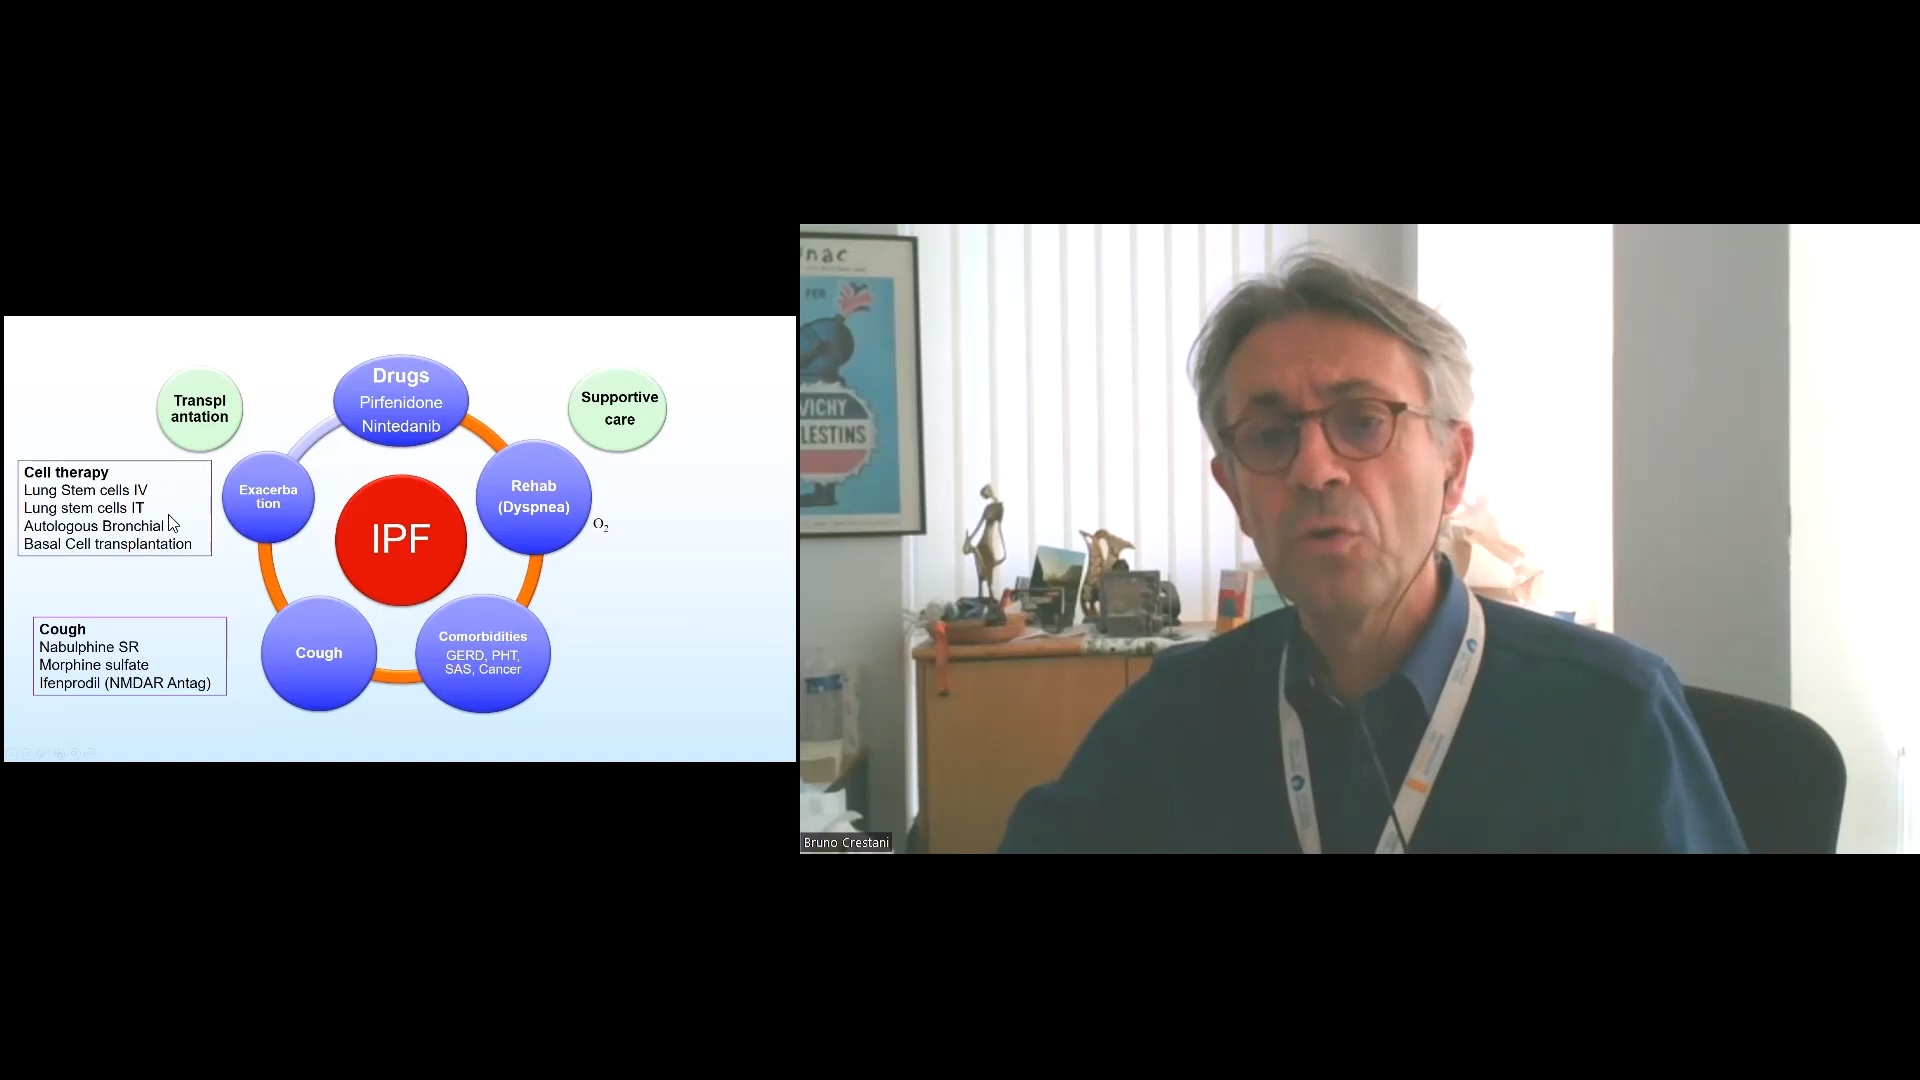 Transpl
antation
Drugs
Pirfenidone
Nintedanib
Supportive
care
Cell therapy
Lung Stem cells IV
Lung stem cells IT
Autologous Bronchial
Basal Cell transplantation
Exacerba
tion
IPF
Rehab
(Dyspnea)
O2
Cough
Nabulphine SR
Morphine sulfate
Ifenprodil (NMDAR Antag)
Cough
Comorbidities
GERD, PHT,
SAS, Cancer
nac
FER
VICHY
LESTINS
Bruno Crestani